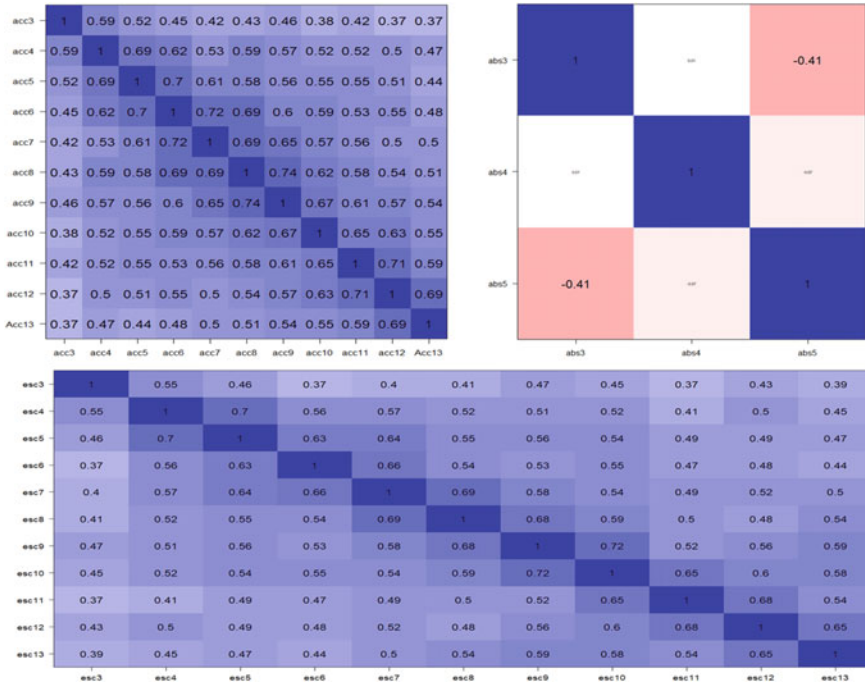 acc3 1 0.59 0.52 0.45 0.42 0.43 0.46 0.38 0.42 0.37 0.37
acc4 0.59 1 0.69 0.62 0.53 0.59 0.57 0.52 0.52 0.5 0.47
acc5 0.52 0.69 1 0.7 0.61 0.58 0.56 0.55 0.55 0.51 0.44
acc6 0.45 0.62 0.7 1 0.72 0.69 0.6 0.59 0.53 0.55 0.48
acc7 0.42 0.53 0.61 0.72 1 0.69 0.65 0.57 0.56 0.5 0.5
acc8 0.43 0.59 0.58 0.69 0.69 1 0.74 0.62 0.58 0.54 0.51
acc9 0.46 0.57 0.56 0.6 0.65 0.74 1 0.67 0.61 0.57 0.54
acc10 0.38 0.52 0.55 0.59 0.57 0.62 0.67 1 0.65 0.63 0.55
acc11 0.42 0.52 0.55 0.53 0.56 0.58 0.61 0.65 1 0.71 0.59
acc12 0.37 0.5 0.51 0.55 0.5 0.54 0.57 0.63 0.71 1 0.69
Acc13 0.37 0.47 0.44 0.48 0.5 0.51 0.54 0.55 0.59 0.69 1
acc3 acc4 acc5 acc6 acc7 acc8 acc9 acc10 acc11 acc12 Acc13
abs3 1 -0.41
abs4 1
abs5 -0.41 1
abs3 abs4 abs5
esc3 1 0.55 0.46 0.37 0.4 0.41 0.47 0.45 0.37 0.43 0.39
esc4 0.55 1 0.7 0.56 0.57 0.52 0.51 0.52 0.41 0.5 0.45
esc5 0.46 0.7 1 0.63 0.64 0.55 0.56 0.54 0.49 0.49 0.47
esc6 0.37 0.56 0.63 1 0.66 0.54 0.53 0.55 0.47 0.48 0.44
esc7 0.4 0.57 0.64 0.66 1 0.69 0.58 0.54 0.49 0.52 0.5
esc8 0.41 0.52 0.55 0.54 0.69 1 0.68 0.59 0.5 0.48 0.54
esc9 0.47 0.51 0.56 0.53 0.58 0.68 1 0.72 0.52 0.56 0.59
esc10 0.45 0.52 0.54 0.55 0.54 0.59 0.72 1 0.65 0.6 0.58
esc11 0.37 0.41 0.49 0.47 0.49 0.5 0.52 0.65 1 0.68 0.54
esc12 0.43 0.5 0.49 0.48 0.52 0.48 0.56 0.6 0.68 1 0.65
esc13 0.39 0.45 0.47 0.44 0.5 0.54 0.59 0.58 0.54 0.65 1
esc3 esc4 esc5 esc6 esc7 esc8 esc9 esc10 esc11 esc12 esc13